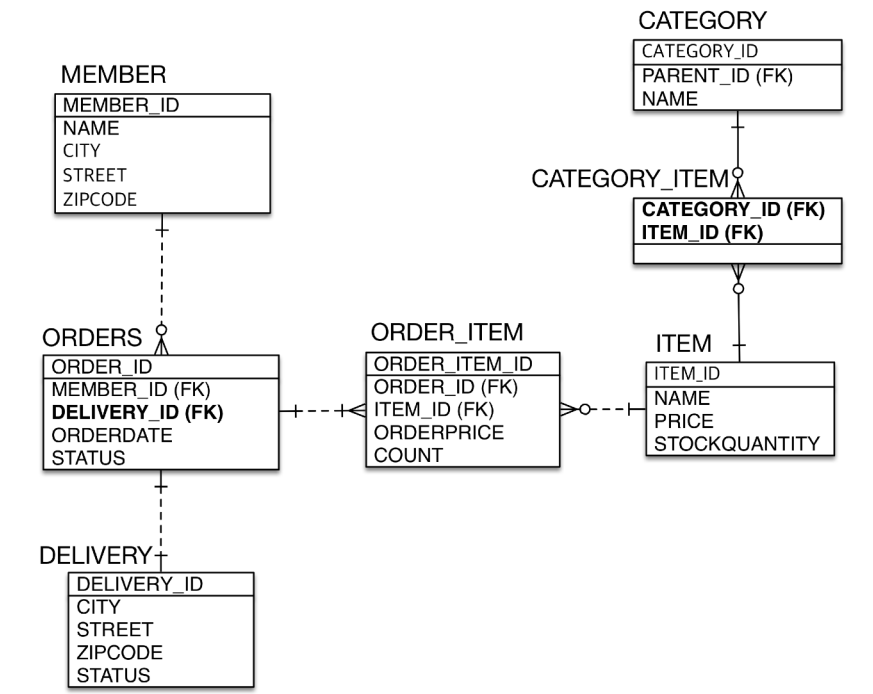 CATEGORY
CATEGORY_ID
PARENT_ID (FK)
NAME
MEMBER
MEMBER_ID
NAME
CITY
STREET
ZIPCODE
CATEGORY_ITEM
CATEGORY_ID (FK)
ITEM_ID (FK)
ORDERS
ORDER_ID
MEMBER_ID (FK)
DELIVERY_ID (FK)
ORDERDATE
STATUS
ORDER_ITEM
ORDER_ITEM_ID
ORDER_ID (FK)
ITEM_ID (FK)
ORDERPRICE
COUNT
ITEM
ITEM_ID
NAME
PRICE
STOCKQUANTITY
DELIVERY
DELIVERY_ID
CITY
STREET
ZIPCODE
STATUS